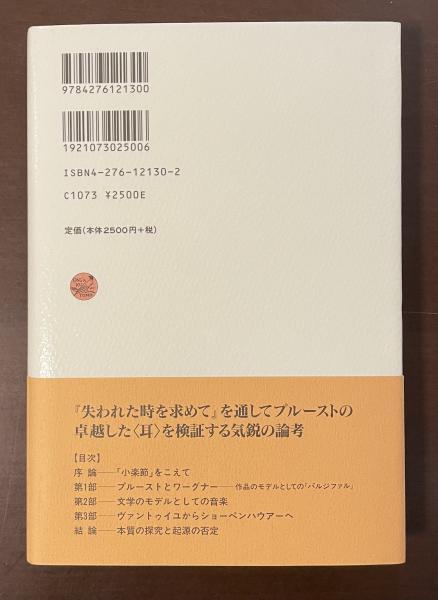 9784276121300
1921073025006
ISBN4-276-12130-2
C1073 ¥2500E
定価(本体2500円+税)
『失われた時を求めて』を通してプルーストの
卓越した〈耳〉を検証する気鋭の論考
【目次】
序 論──「小楽節」をこえて
第1部──プルーストとワーグナー──作品のモデルとしての「パルジファル」
第2部──文学のモデルとしての音楽
第3部──ヴァントゥイユからショーペンハウアーへ
結 論──本質の探究と起源の否定